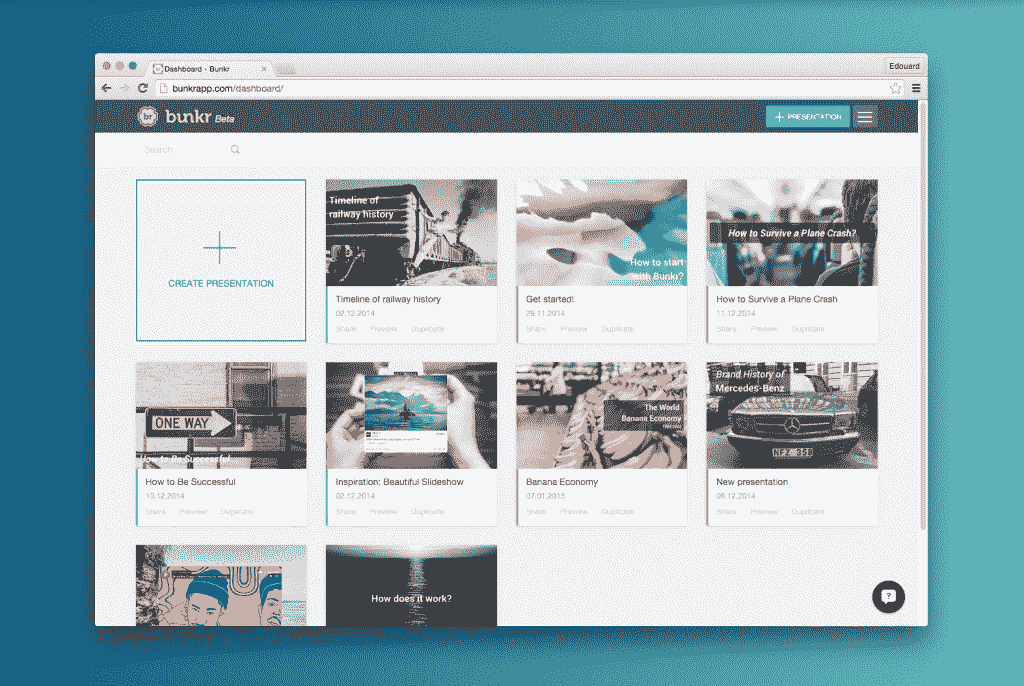 Dashboard - Bunkr
Edouard
bunkrapp.com/dashboard/
br bunkr Beta
+ PRESENTATION
Search
CREATE PRESENTATION
Timeline of
railway history
Timeline of railway history
02.12.2014
Share Preview Duplicate
How to start
with Bunkr?
Get started!
29.11.2014
Share Preview Duplicate
How to Survive a Plane Crash?
How to Survive a Plane Crash
11.12.2014
Share Preview Duplicate
ONE WAY
How to Be Successful
How to Be Successful
10.12.2014
Share Preview Duplicate
Inspiration: Beautiful Slideshow
02.12.2014
Share Preview Duplicate
The World
Banana Economy
Banana Economy
07.01.2015
Share Preview Duplicate
Brand History of
Mercedes-Benz
New presentation
09.12.2014
Share Preview Duplicate
How does it work?
?